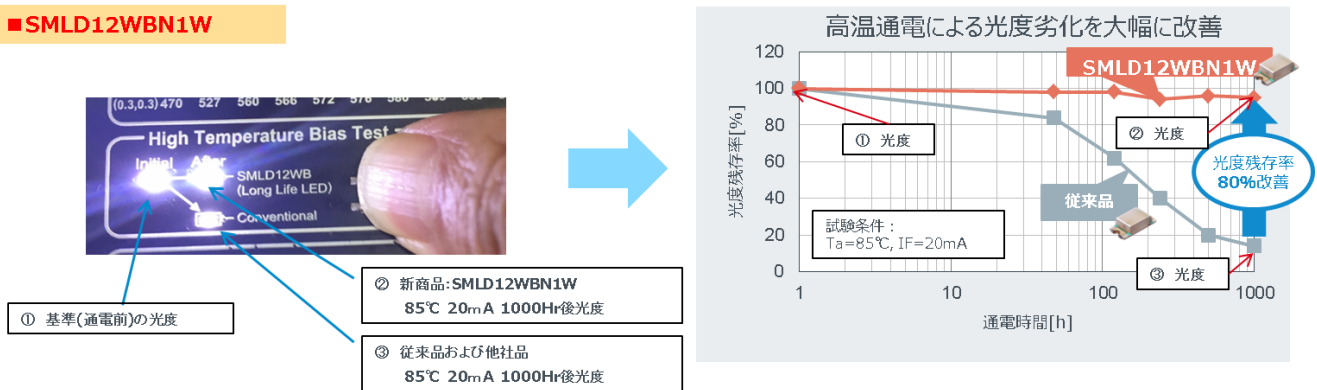 ■SMLD12WBN1W
(0.3,0.3) 470 527 560 566 572 576
High Temperature Bias Test
Initial After
SMLD12WB
(Long Life LED)
Conventional
① 基準(通電前)の光度
② 新商品:SMLD12WBN1W
85℃ 20mA 1000Hr後光度
③ 従来品および他社品
85℃ 20mA 1000Hr後光度
高温通電による光度劣化を大幅に改善
120
100
80
60
40
20
0
光度残存率[%]
SMLD12WBN1W
① 光度
② 光度
光度残存率
80%改善
従来品
試験条件：
Ta=85℃, IF=20mA
③ 光度
1 10 100 1000
通電時間[h]